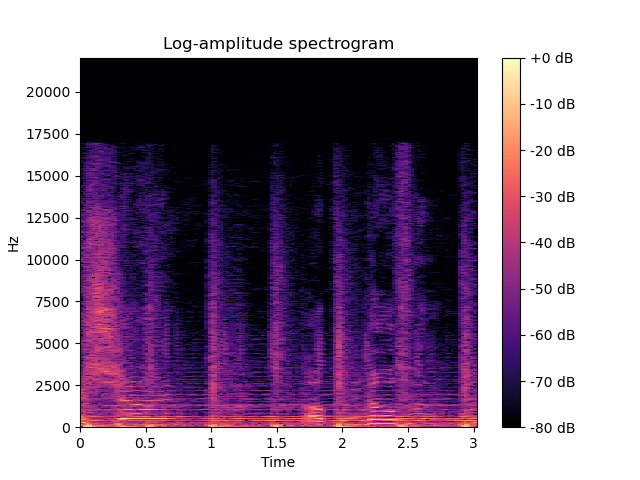 Log-amplitude spectrogram
Hz
20000
17500
15000
12500
10000
7500
5000
2500
0
0 0.5 1 1.5 2 2.5 3
Time
+0 dB
-10 dB
-20 dB
-30 dB
-40 dB
-50 dB
-60 dB
-70 dB
-80 dB